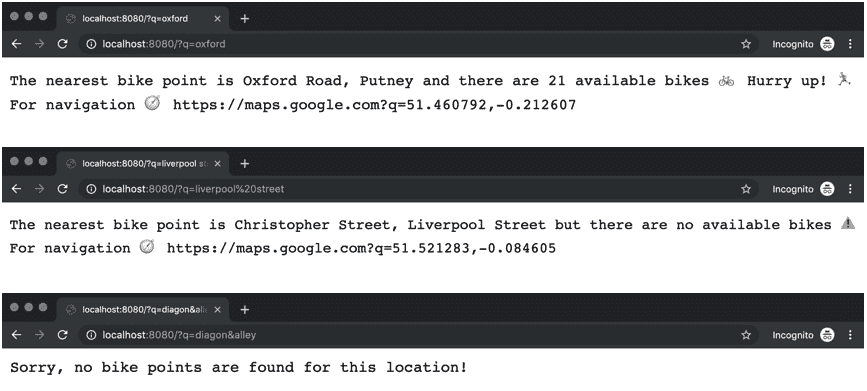 localhost:8080/?q=oxford
localhost:8080/?q=oxford
Incognito
The nearest bike point is Oxford Road, Putney and there are 21 available bikes 🚲 Hurry up! 🏃
For navigation 🧭 https://maps.google.com?q=51.460792,-0.212607
localhost:8080/?q=liverpool st
localhost:8080/?q=liverpool%20street
Incognito
The nearest bike point is Christopher Street, Liverpool Street but there are no available bikes ⚠
For navigation 🧭 https://maps.google.com?q=51.521283,-0.084605
localhost:8080/?q=diagon&alle
localhost:8080/?q=diagon&alley
Incognito
Sorry, no bike points are found for this location!